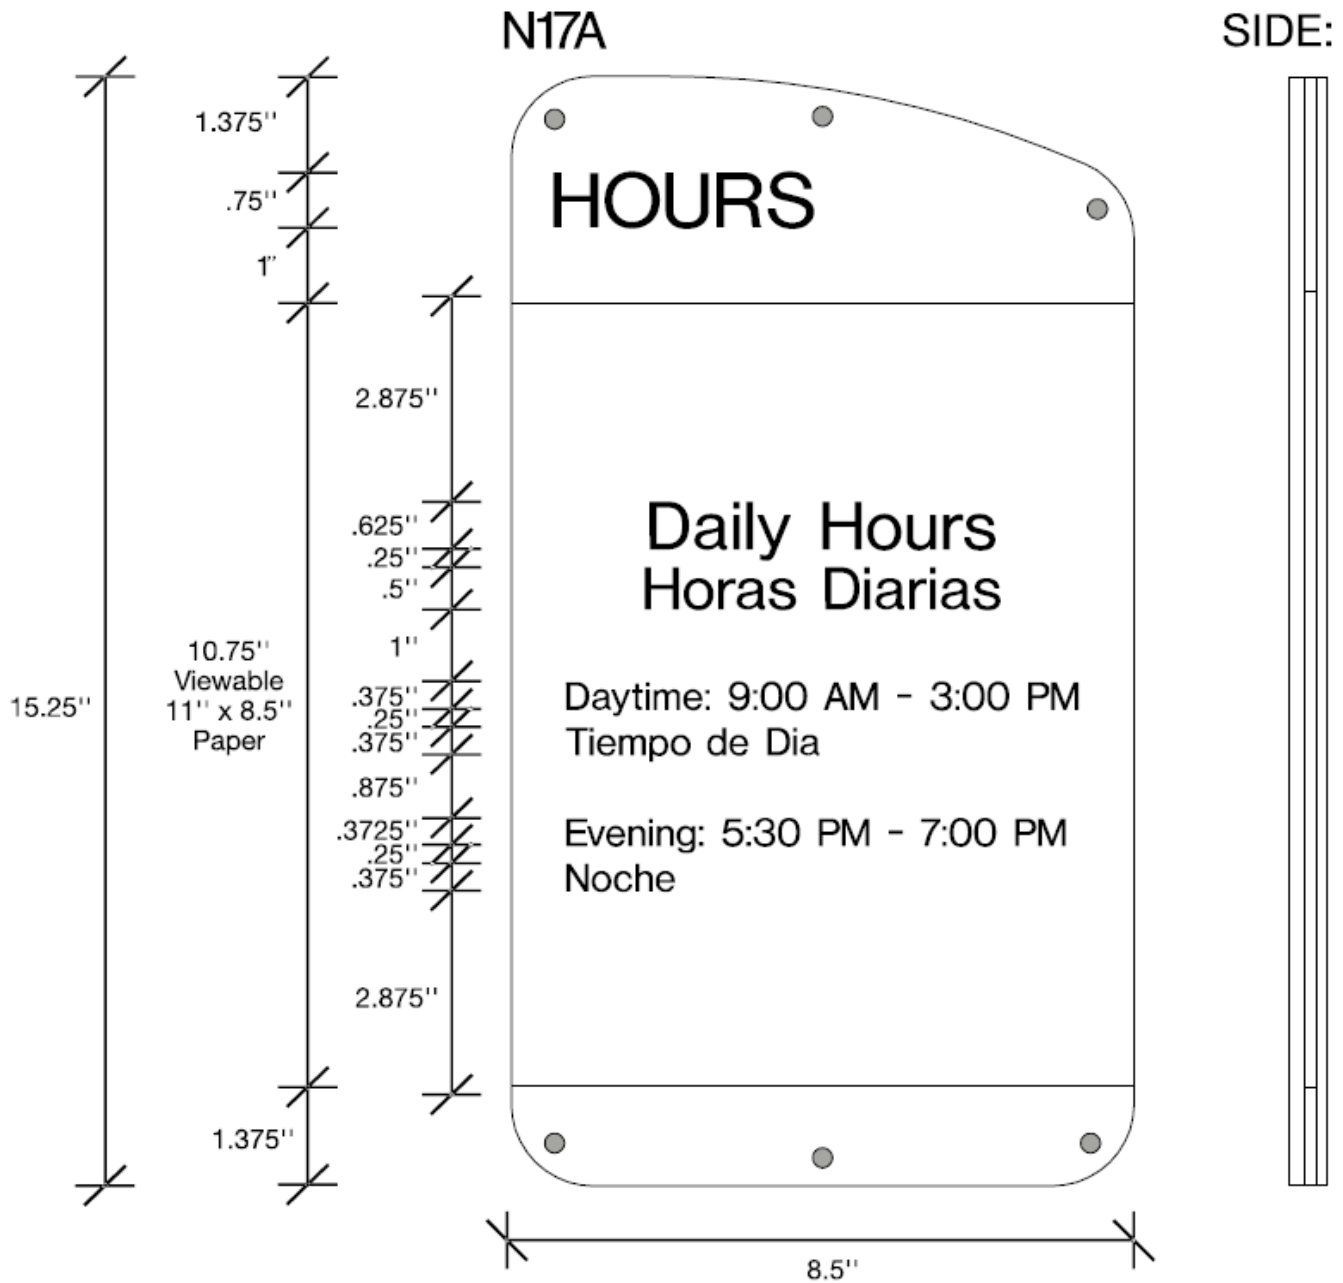 N17A
SIDE:
1.375''
.75''
1''
HOURS
2.875''
.625''
.25''
.5''
1''
.375''
.25''
.375''
.875''
.3725''
.25''
.375''
2.875''
15.25''
10.75''
Viewable
11'' x 8.5''
Paper
Daily Hours
Horas Diarias
Daytime: 9:00 AM - 3:00 PM
Tiempo de Dia
Evening: 5:30 PM - 7:00 PM
Noche
1.375''
8.5''